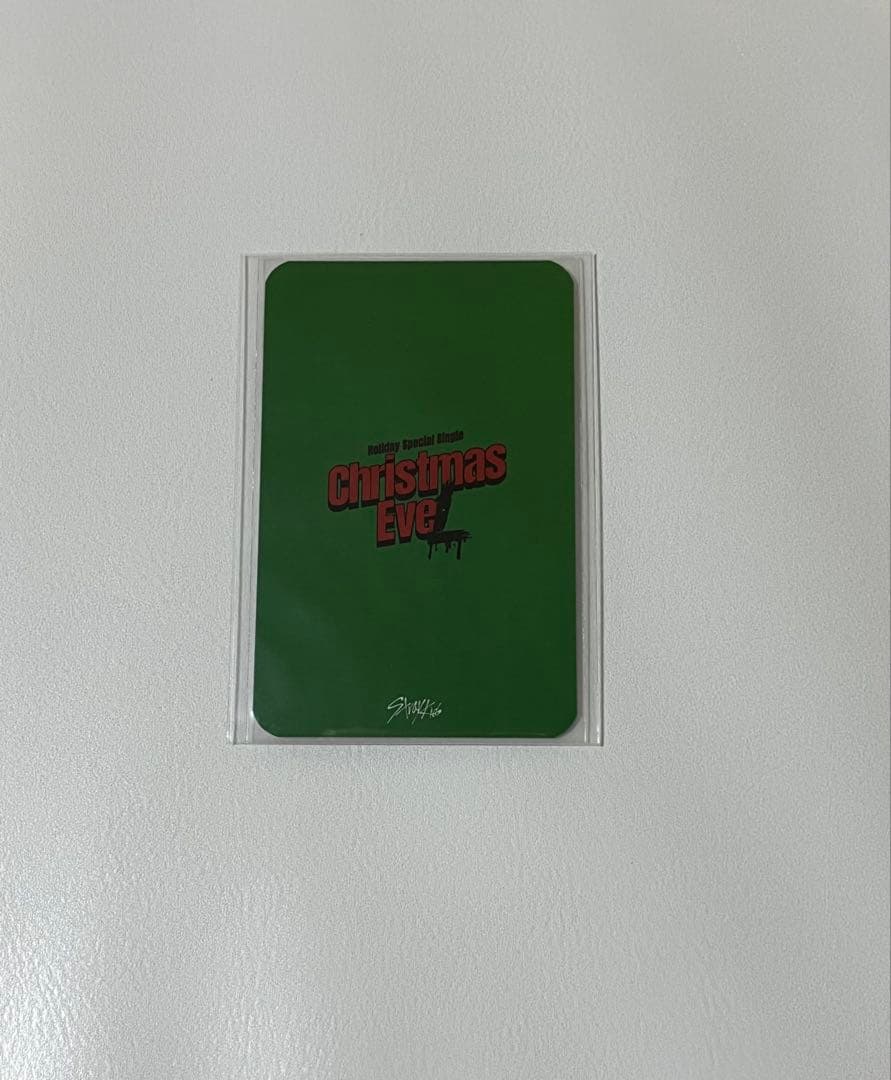 Holiday Special Single
Christmas
EveL
Stray Kids